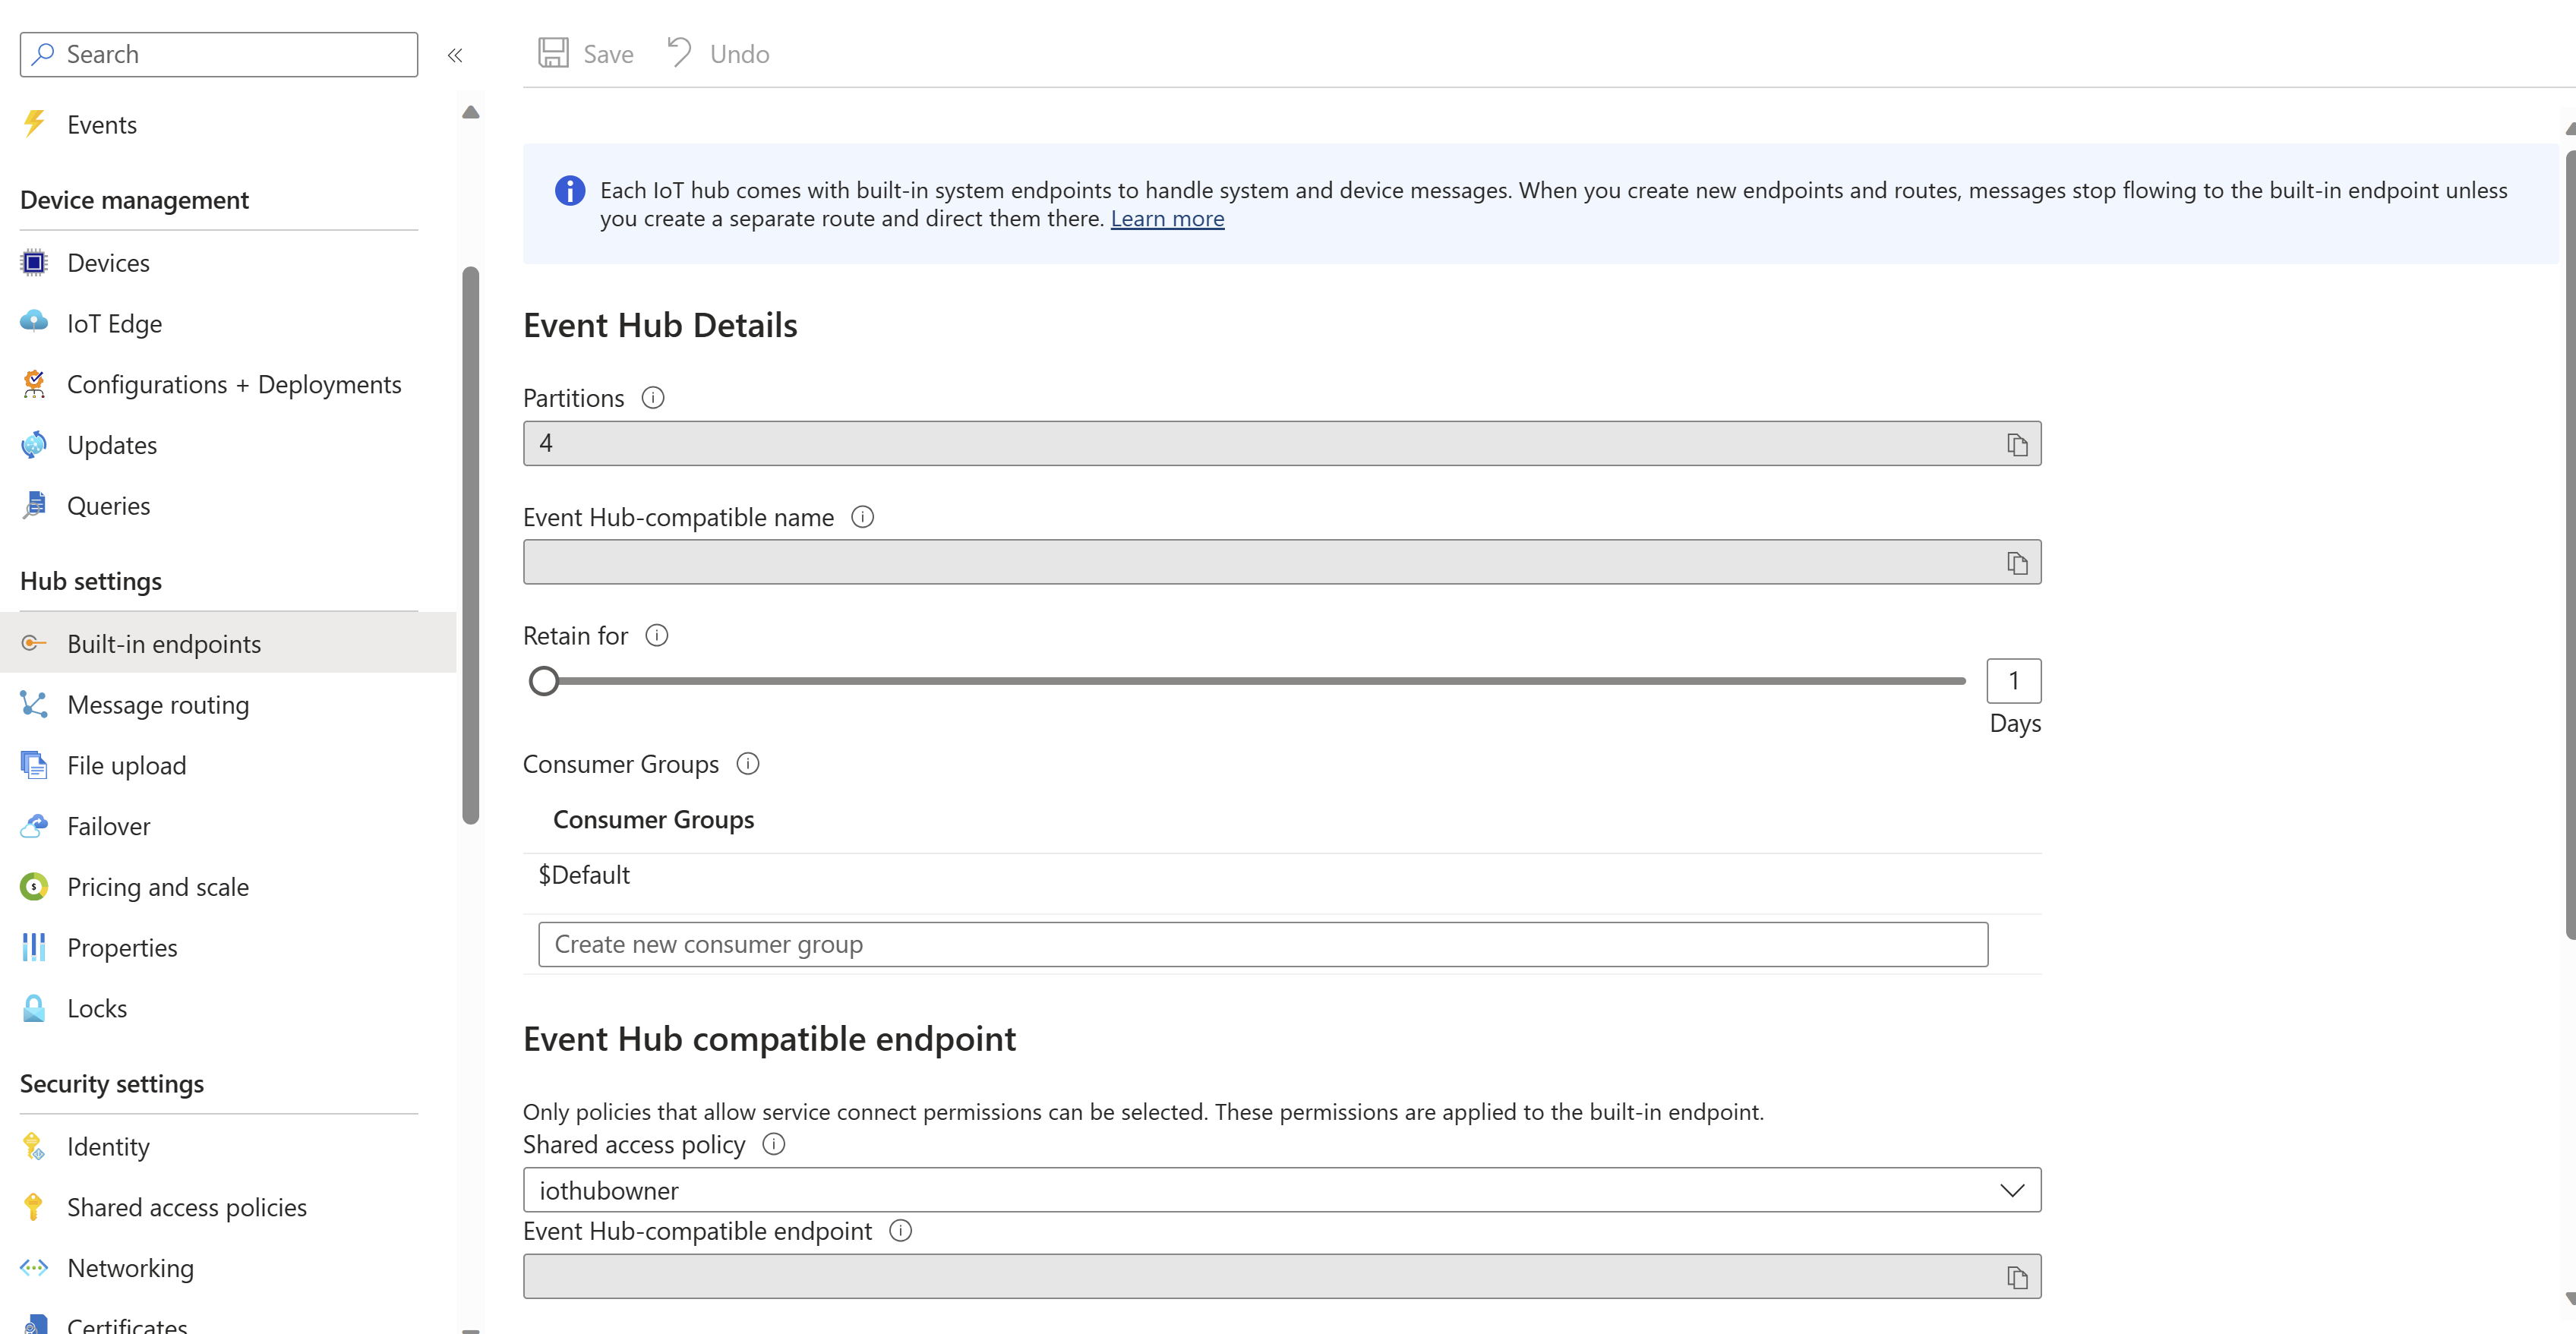 Search
«
Events
Device management
Devices
IoT Edge
Configurations + Deployments
Updates
Queries
Hub settings
Built-in endpoints
Message routing
File upload
Failover
Pricing and scale
Properties
Locks
Security settings
Identity
Shared access policies
Networking
Certificates
Save Undo
Each IoT hub comes with built-in system endpoints to handle system and device messages. When you create new endpoints and routes, messages stop flowing to the built-in endpoint unless
you create a separate route and direct them there. Learn more
Event Hub Details
Partitions
4
Event Hub-compatible name
Retain for
1
Days
Consumer Groups
Consumer Groups
$Default
Create new consumer group
Event Hub compatible endpoint
Only policies that allow service connect permissions can be selected. These permissions are applied to the built-in endpoint.
Shared access policy
iothubowner
Event Hub-compatible endpoint